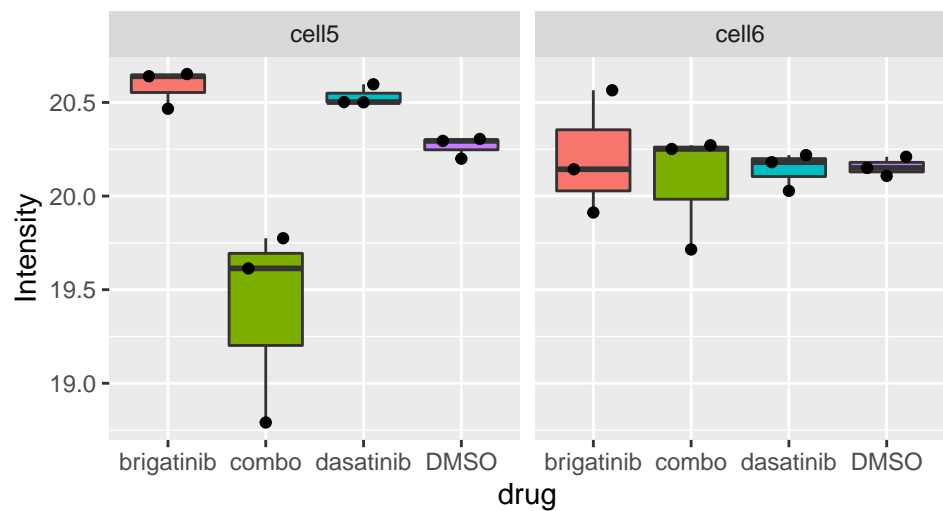 cell5 cell6
20.5
20.0
19.5
19.0
Intensity
brigatinib combo dasatinib DMSO brigatinib combo dasatinib DMSO
drug